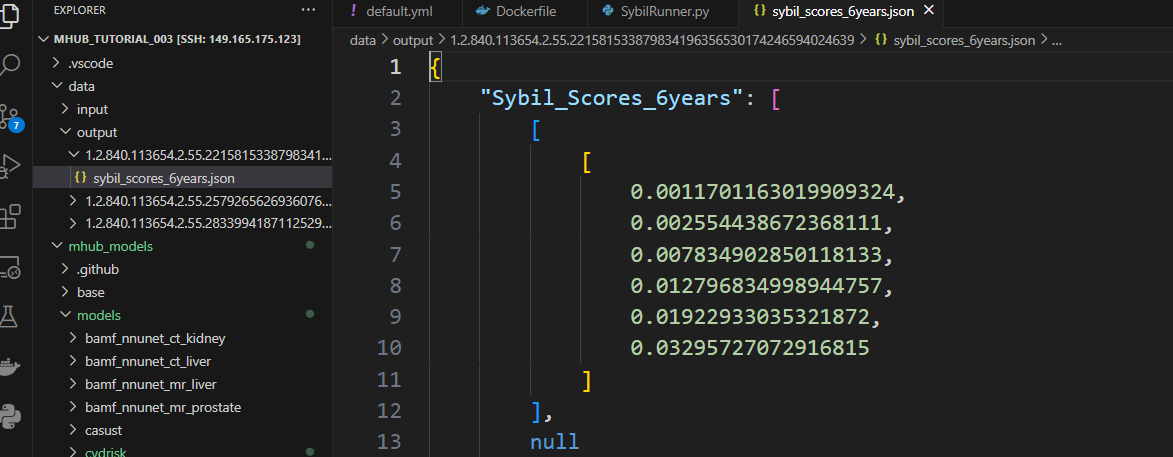 EXPLORER
···
MHUB_TUTORIAL_003 [SSH: 149.165.175.123]
.vscode
data
input
output
1.2.840.113654.2.55.2215815338798341...
{} sybil_scores_6years.json
1.2.840.113654.2.55.2579265626936076...
1.2.840.113654.2.55.2833994187112529...
mhub_models
.github
base
models
bamf_nnunet_ct_kidney
bamf_nnunet_ct_liver
bamf_nnunet_mr_liver
bamf_nnunet_mr_prostate
casust
cvdrisk
7
! default.yml
Dockerfile
SybilRunner.py
{} sybil_scores_6years.json ×
data > output > 1.2.840.113654.2.55.221581533879834196356530174246594024639 > {} sybil_scores_6years.json > ...
1 {
2 "Sybil_Scores_6years": [
3 [
4 [
5 0.0011701163019909324,
6 0.002554438672368111,
7 0.007834902850118133,
8 0.012796834998944757,
9 0.01922933035321872,
10 0.03295727072916815
11 ]
12 ],
13 null